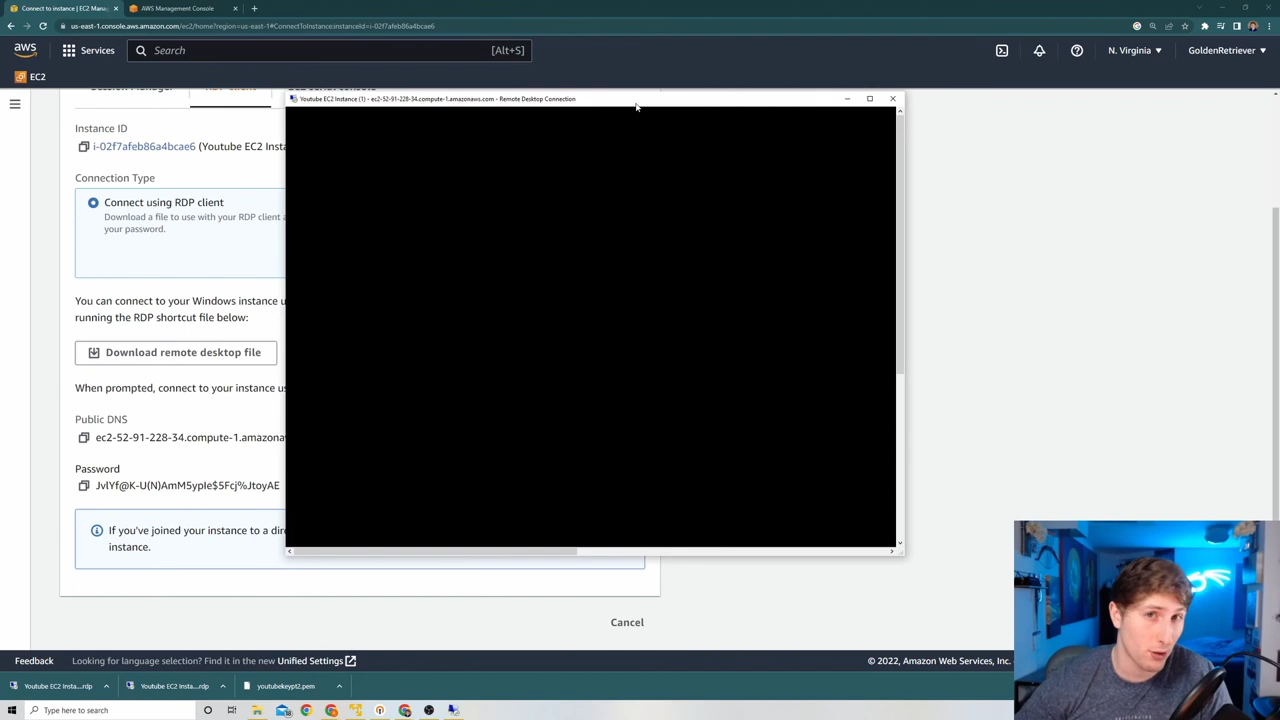 Connect to instance | EC2 Manag
AWS Management Console
us-east-1.console.aws.amazon.com/ec2/home?region=us-east-1#ConnectToInstance:instanceId=i-02f7afeb86a4bcae6
aws
Services
Search
[Alt+S]
N. Virginia
GoldenRetriever
EC2
Youtube EC2 Instance (1) - ec2-52-91-228-34.compute-1.amazonaws.com - Remote Desktop Connection
Instance ID
i-02f7afeb86a4bcae6 (Youtube EC2 Insta
Connection Type
Connect using RDP client
Download a file to use with your RDP client a
your password.
You can connect to your Windows instance u
running the RDP shortcut file below:
Download remote desktop file
When prompted, connect to your instance us
Public DNS
ec2-52-91-228-34.compute-1.amazona
Password
JvlYf@K-U(N)AmM5ypIe$5Fcj%JtoyAE
If you've joined your instance to a dire
instance.
Cancel
Feedback
Looking for language selection? Find it in the new Unified Settings
© 2022, Amazon Web Services, Inc.
Youtube EC2 Insta....rdp
Youtube EC2 Insta....rdp
youtubekeypt2.pem
Type here to search